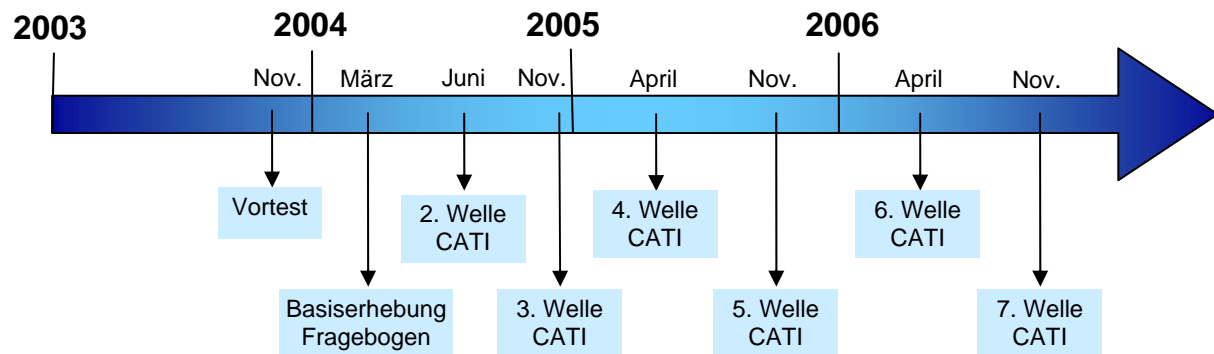 2003 2004 2005 2006
Nov. März Juni Nov. April Nov. April Nov.
Vortest
2. Welle
CATI
4. Welle
CATI
6. Welle
CATI
Basiserhebung
Fragebogen
3. Welle
CATI
5. Welle
CATI
7. Welle
CATI